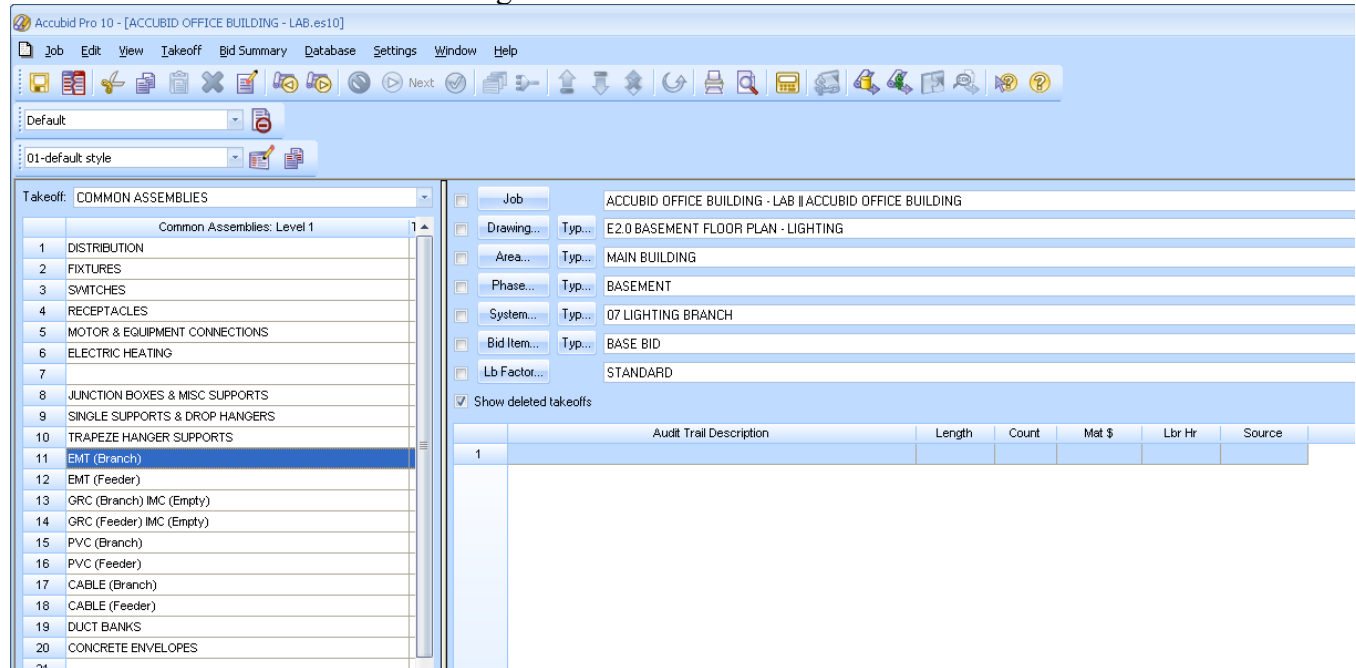 Accubid Pro 10 - [ACCUBID OFFICE BUILDING - LAB.es10]
Job Edit View Takeoff Bid Summary Database Settings Window Help
Next
Default
01-default style
Takeoff: COMMON ASSEMBLIES
Common Assemblies: Level 1
1 DISTRIBUTION
2 FIXTURES
3 SWITCHES
4 RECEPTACLES
5 MOTOR & EQUIPMENT CONNECTIONS
6 ELECTRIC HEATING
7
8 JUNCTION BOXES & MISC SUPPORTS
9 SINGLE SUPPORTS & DROP HANGERS
10 TRAPEZE HANGER SUPPORTS
11 EMT (Branch)
12 EMT (Feeder)
13 GRC (Branch) IMC (Empty)
14 GRC (Feeder) IMC (Empty)
15 PVC (Branch)
16 PVC (Feeder)
17 CABLE (Branch)
18 CABLE (Feeder)
19 DUCT BANKS
20 CONCRETE ENVELOPES
Job ACCUBID OFFICE BUILDING - LAB || ACCUBID OFFICE BUILDING
Drawing... Typ... E2.0 BASEMENT FLOOR PLAN - LIGHTING
Area... Typ... MAIN BUILDING
Phase... Typ... BASEMENT
System... Typ... 07 LIGHTING BRANCH
Bid Item... Typ... BASE BID
Lb Factor... STANDARD
Show deleted takeoffs
Audit Trail Description Length Count Mat $ Lbr Hr Source
1